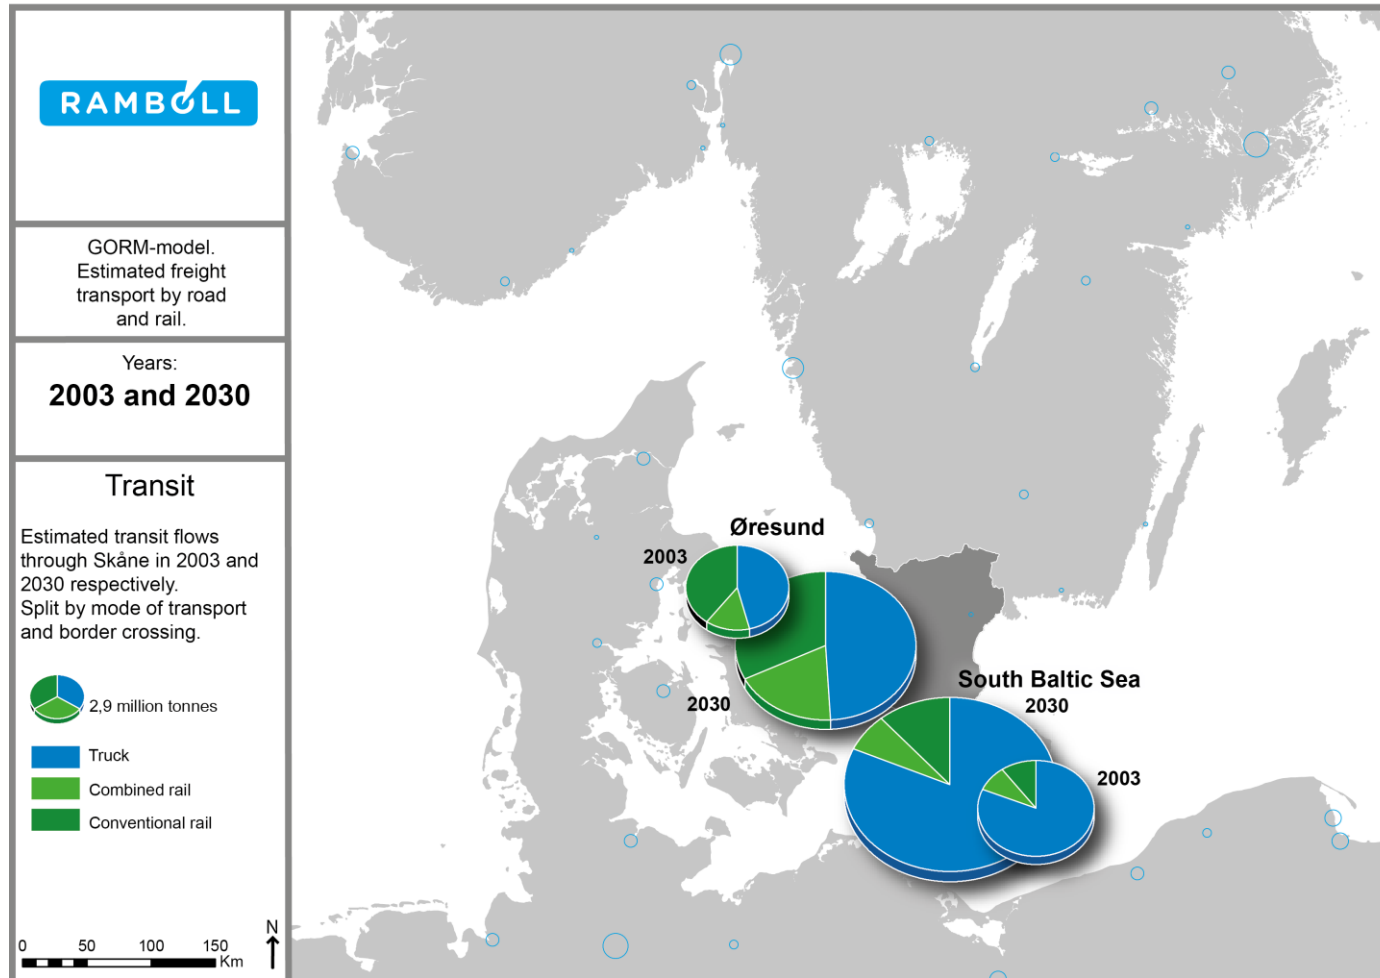 RAMBOLL
GORM-model.
Estimated freight
transport by road
and rail.
Years:
2003 and 2030
Transit
Estimated transit flows
through Skåne in 2003 and
2030 respectively.
Split by mode of transport
and border crossing.
2,9 million tonnes
Truck
Combined rail
Conventional rail
0 50 100 150
Km
N
Øresund
2003
2030
South Baltic Sea
2030
2003